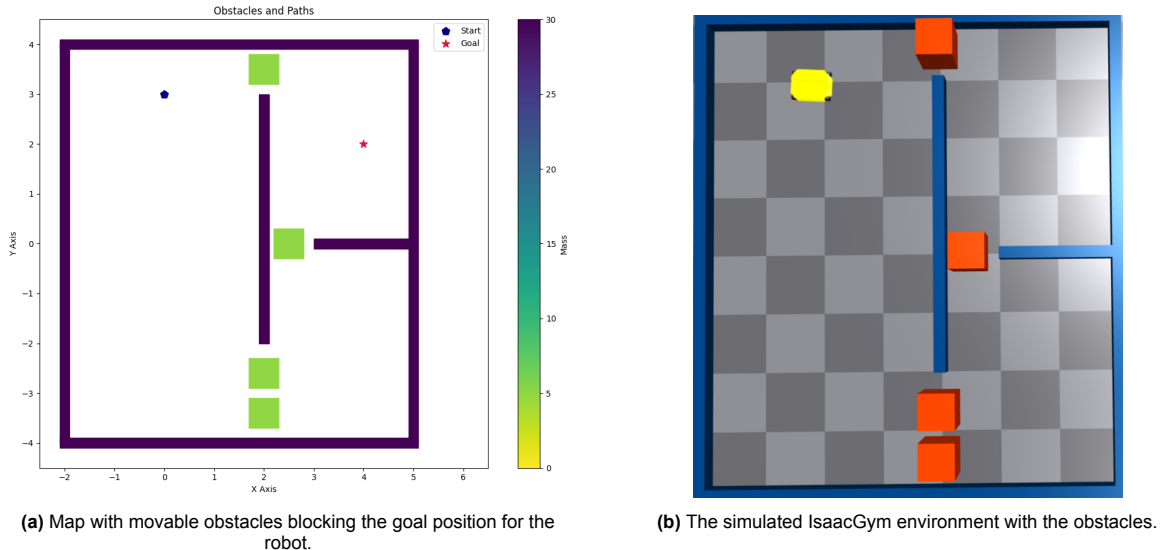 Obstacles and Paths
Start
Goal
4
3
2
1
0
−1
−2
−3
−4
Y Axis
−2
−1
0
1
2
3
4
5
6
X Axis
30
25
20
15
10
5
0
Mass
(a) Map with movable obstacles blocking the goal position for the
robot.
(b) The simulated IsaacGym environment with the obstacles.